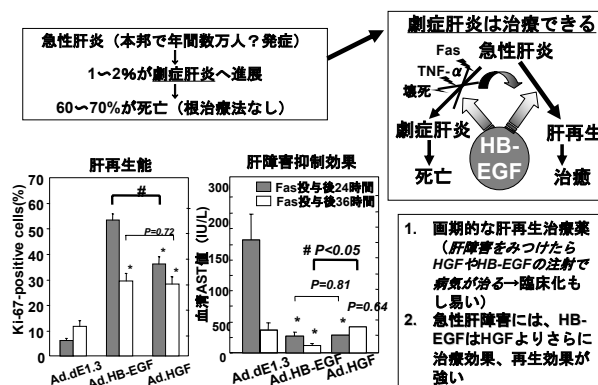 急性肝炎（本邦で年間数万人？発症）
1〜2%が劇症肝炎へ進展
60〜70%が死亡（根治療法なし）
劇症肝炎は治療できる
Fas
急性肝炎
TNF-α
壊死
劇症肝炎
HB-
EGF
肝再生
死亡
治癒
肝再生能
Ki-67-positive cells(%)
70
60
50
40
30
20
10
0
#
P=0.72
*
*
*
*
Ad.dE1.3
Ad.HB-EGF
Ad.HGF
肝障害抑制効果
血清AST値（IU/L）
300
200
100
0
Fas投与後24時間
Fas投与後36時間
# P<0.05
P=0.81
P=0.64
*
*
*
Ad.dE1.3
Ad.HB-EGF
Ad.HGF
1. 画期的な肝再生治療薬
（肝障害をみつけたら
HGFやHB-EGFの注射で
病気が治る→臨床化も
し易い）
2. 急性肝障害には、HB-
EGFはHGFよりさらに
治療効果、再生効果が
強い